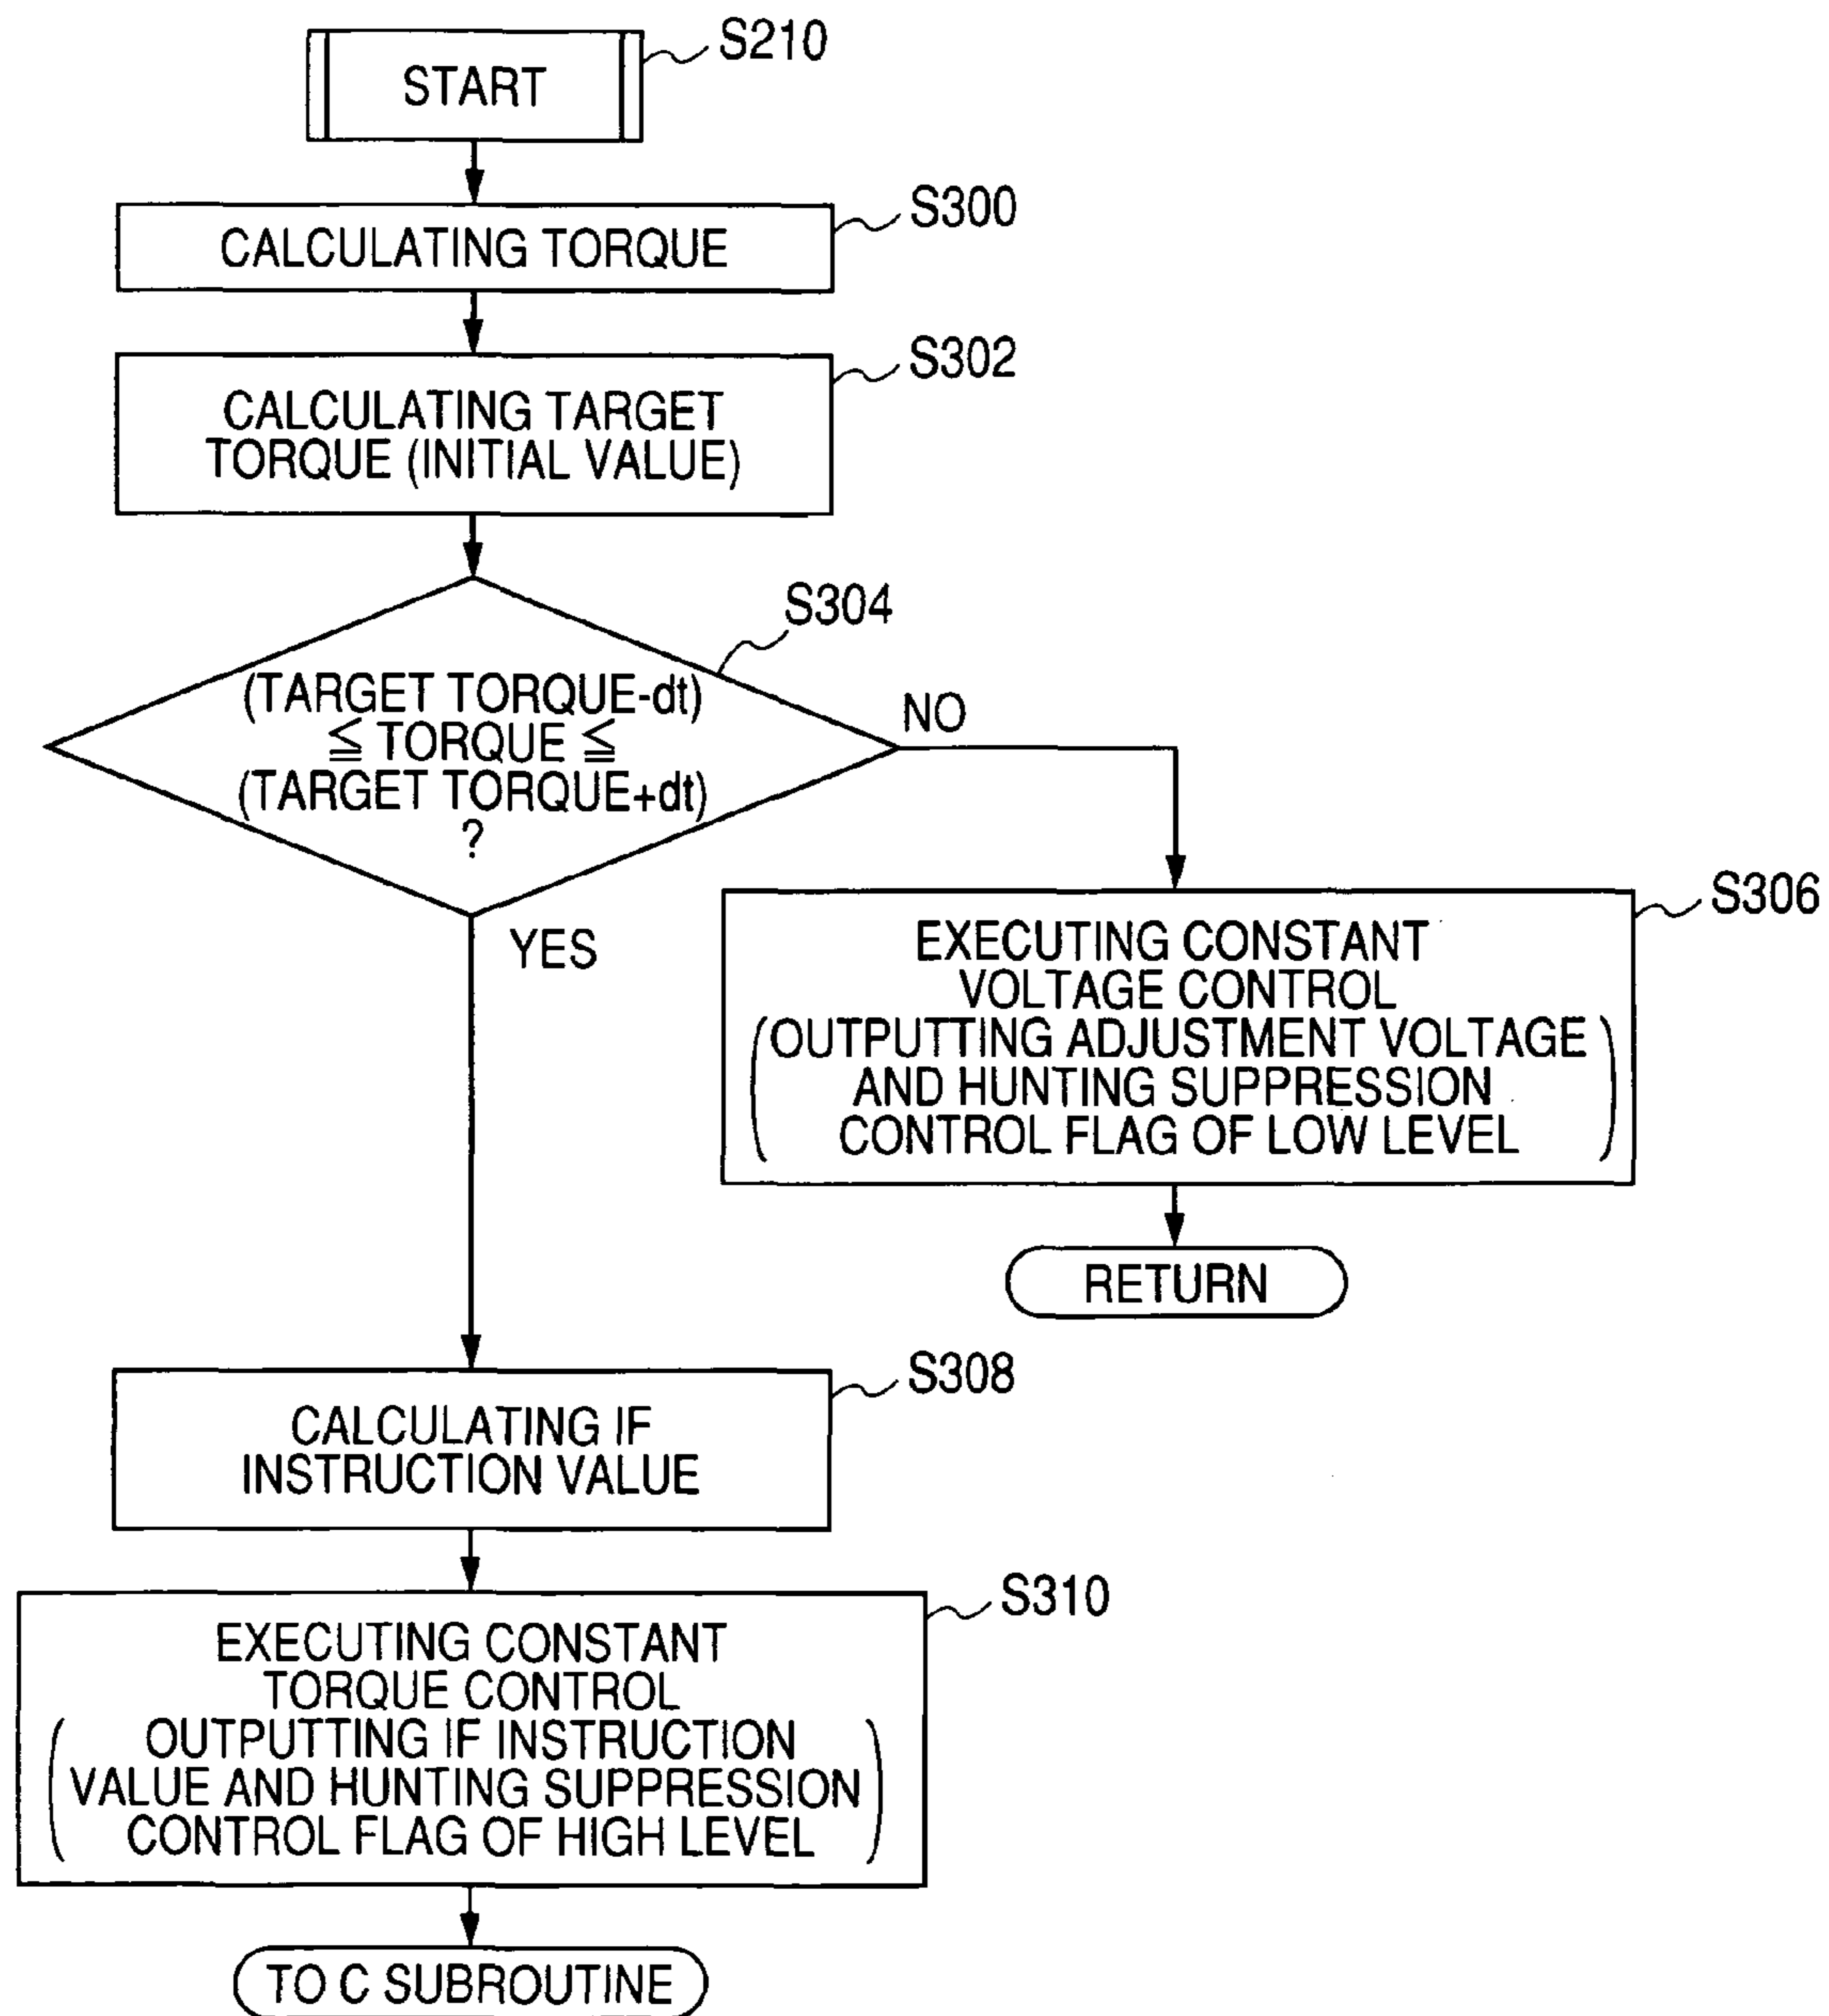 START
S210
CALCULATING TORQUE
S300
CALCULATING TARGET
TORQUE (INITIAL VALUE)
S302
S304
(TARGET TORQUE-dt)
≦ TORQUE ≦
(TARGET TORQUE+dt)
?
NO
YES
S306
EXECUTING CONSTANT
VOLTAGE CONTROL
(OUTPUTTING ADJUSTMENT VOLTAGE
AND HUNTING SUPPRESSION
CONTROL FLAG OF LOW LEVEL)
RETURN
S308
CALCULATING IF
INSTRUCTION VALUE
S310
EXECUTING CONSTANT
TORQUE CONTROL
(OUTPUTTING IF INSTRUCTION
VALUE AND HUNTING SUPPRESSION
CONTROL FLAG OF HIGH LEVEL)
TO C SUBROUTINE